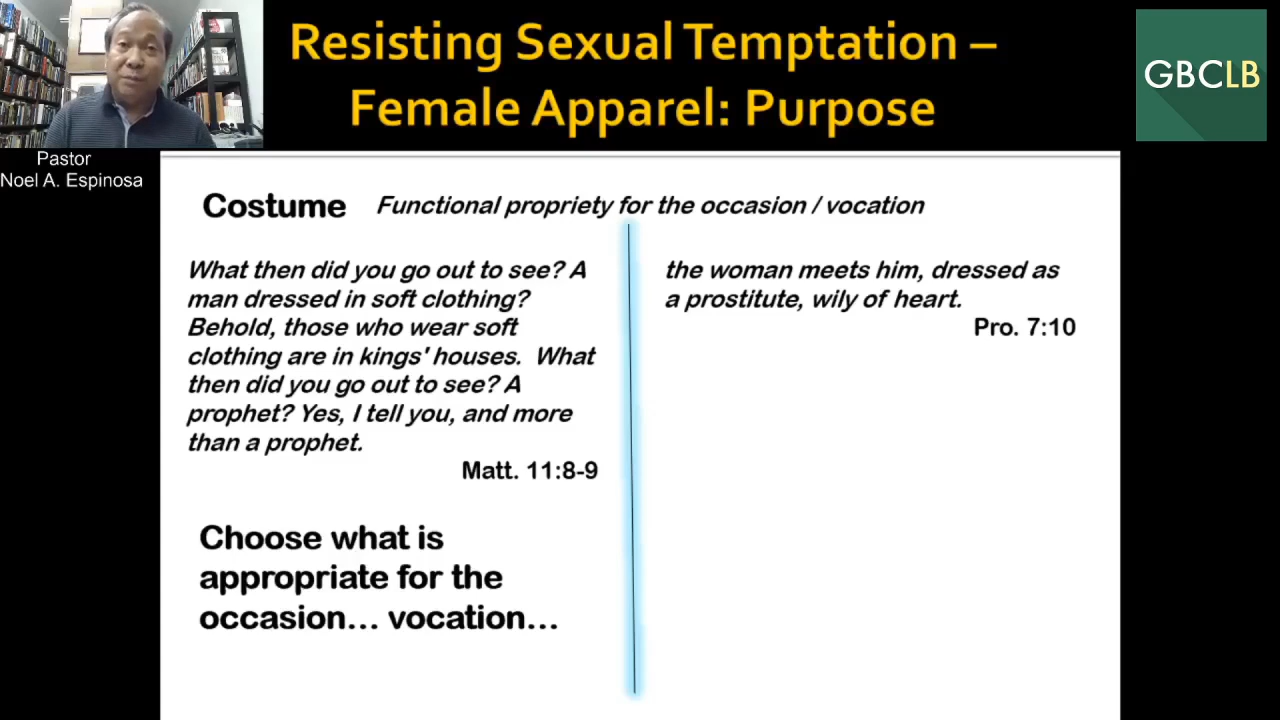 Resisting Sexual Temptation –
Female Apparel: Purpose
GBCLB
Pastor
Noel A. Espinosa
Costume Functional propriety for the occasion / vocation
What then did you go out to see? A
man dressed in soft clothing?
Behold, those who wear soft
clothing are in kings' houses. What
then did you go out to see? A
prophet? Yes, I tell you, and more
than a prophet.
Matt. 11:8-9
Choose what is
appropriate for the
occasion... vocation...
the woman meets him, dressed as
a prostitute, wily of heart.
Pro. 7:10